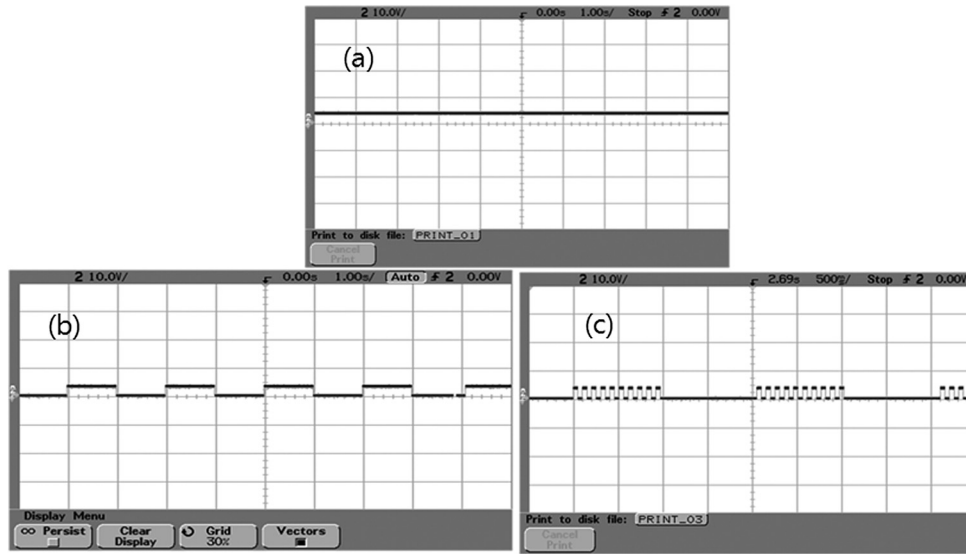 2 10.0V/ 0.00s 1.00s/ Stop 2 0.00V
(a)
Print to disk file: PRINT_01
Cancel Print
2 10.0V/ 0.00s 1.00s/ Auto 2 0.00V
(b)
Display Menu
∞ Persist Clear Display Grid 30% Vectors
2 10.0V/ 2.69s 500m/ Stop 2 0.00V
(c)
Print to disk file: PRINT_03
Cancel Print